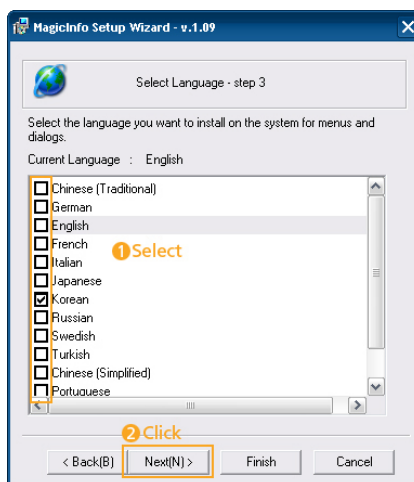 MagicInfo Setup Wizard - v.1.09
Select Language - step 3
Select the language you want to install on the system for menus and
dialogs.
Current Language : English
Chinese (Traditional)
German
English
French
❶Select
Italian
Japanese
Korean
Russian
Swedish
Turkish
Chinese (Simplified)
Portuguese
❷Click
< Back(B) Next(N) > Finish Cancel